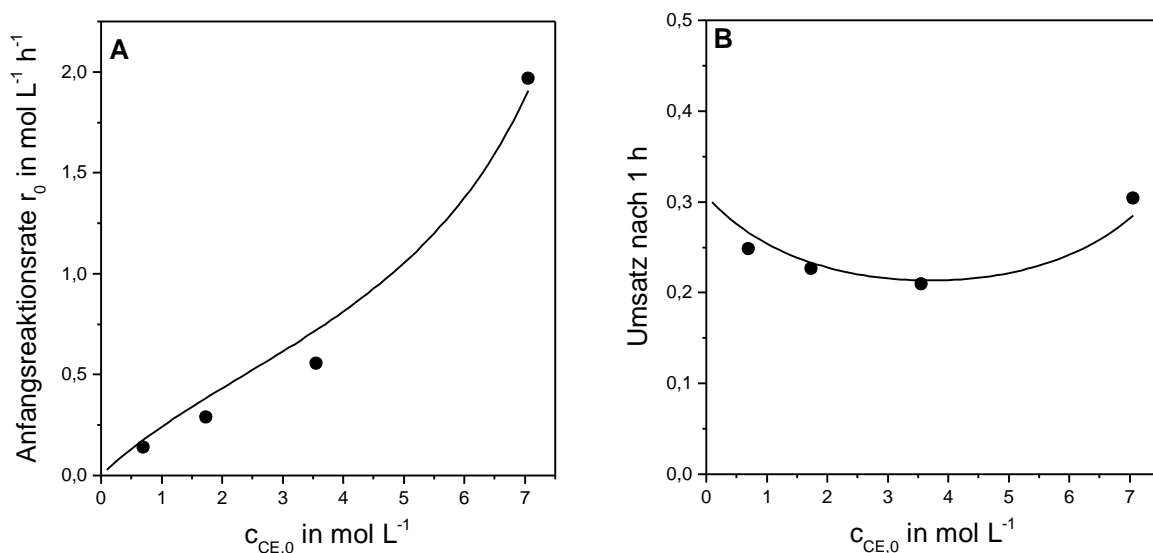 A
Anfangsreaktionsrate r₀ in mol L⁻¹ h⁻¹
2,0
1,5
1,0
0,5
0,0
0 1 2 3 4 5 6 7
c_CE,0 in mol L⁻¹
B
Umsatz nach 1 h
0,5
0,4
0,3
0,2
0,1
0,0
0 1 2 3 4 5 6 7
c_CE,0 in mol L⁻¹